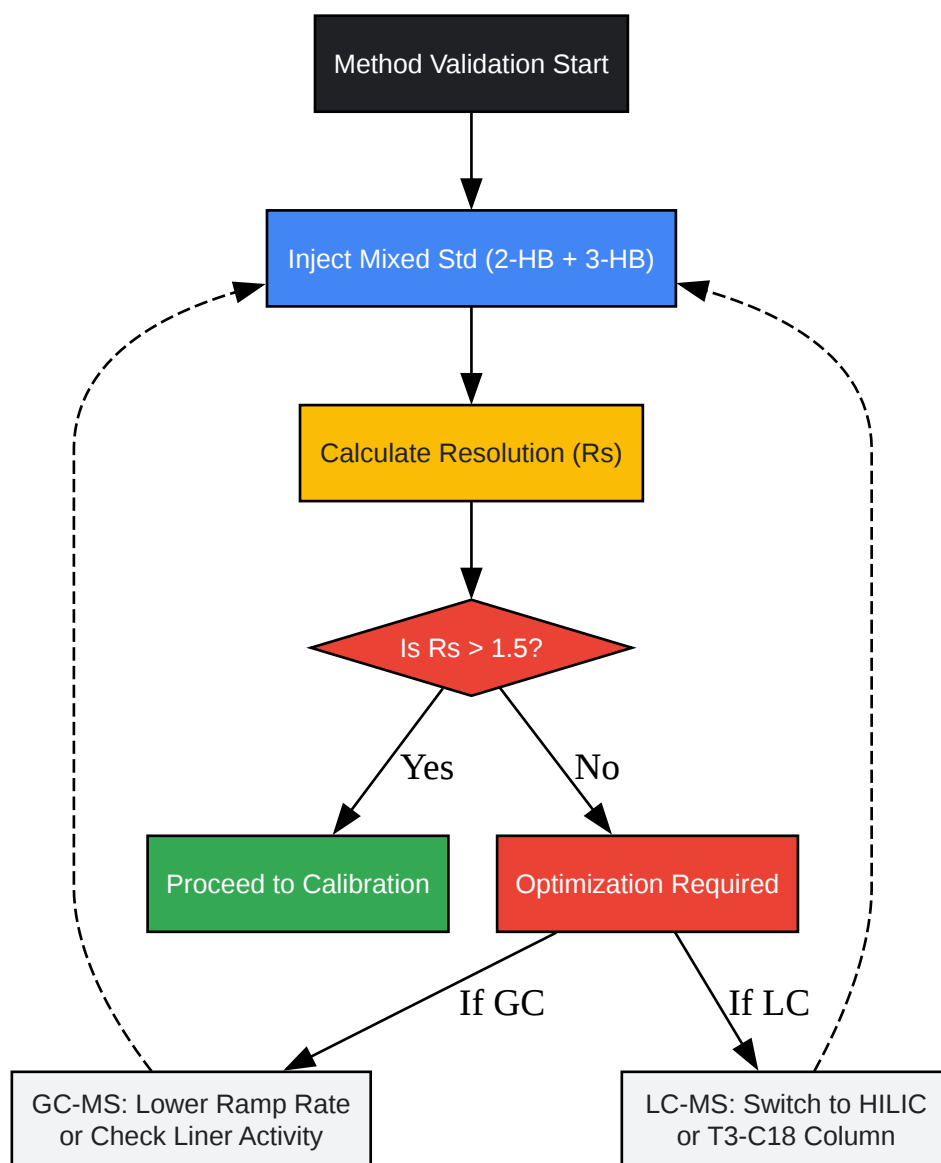 Method Validation Start
Inject Mixed Std (2-HB + 3-HB)
Calculate Resolution (Rs)
Is Rs > 1.5?
Yes
No
Proceed to Calibration
Optimization Required
If GC
If LC
GC-MS: Lower Ramp Rate
or Check Liner Activity
LC-MS: Switch to HILIC
or T3-C18 Column